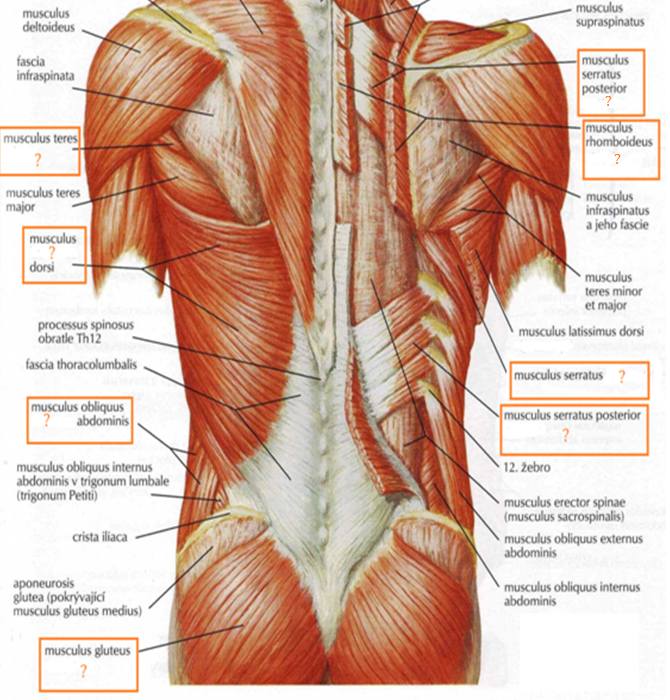 musculus
deltoideus
fascia
infraspinata
musculus teres
?
musculus teres
major
musculus
?
dorsi
processus spinosus
obratle Th12
fascia thoracolumbalis
musculus obliquus
? abdominis
musculus obliquus internus
abdominis v trigonum lumbale
(trigonum Petiti)
crista iliaca
aponeurosis
glutea (pokrývající
musculus gluteus medius)
musculus gluteus
?
musculus
supraspinatus
musculus
serratus
posterior
?
musculus
rhomboideus
?
musculus
infraspinatus
a jeho fascie
musculus
teres minor
et major
musculus latissimus dorsi
musculus serratus ?
musculus serratus posterior
?
12. žebro
musculus erector spinae
(musculus sacrospinalis)
musculus obliquus externus
abdominis
musculus obliquus internus
abdominis